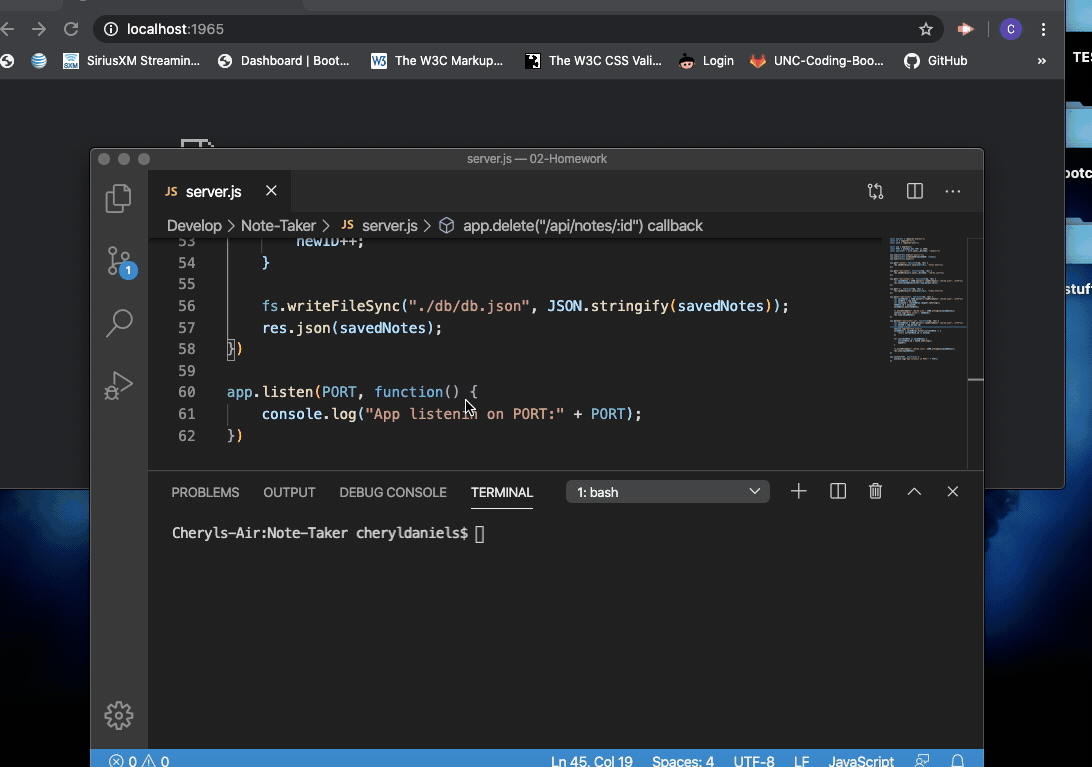 localhost:1965
C
SXM SiriusXM Streamin... Dashboard | Boot... W3 The W3C Markup... The W3C CSS Vali... Login UNC-Coding-Boo... GitHub »
TES
ootc
stuf
server.js — 02-Homework
JS server.js
Develop > Note-Taker > JS server.js > app.delete("/api/notes/:id") callback
53 newID++;
54 }
55
56 fs.writeFileSync("./db/db.json", JSON.stringify(savedNotes));
57 res.json(savedNotes);
58 })
59
60 app.listen(PORT, function() {
61 console.log("App listenin on PORT:" + PORT);
62 })
1
PROBLEMS OUTPUT DEBUG CONSOLE TERMINAL 1: bash
Cheryls-Air:Note-Taker cheryldaniels$
0 0 Ln 45, Col 19 Spaces: 4 UTF-8 LF JavaScript